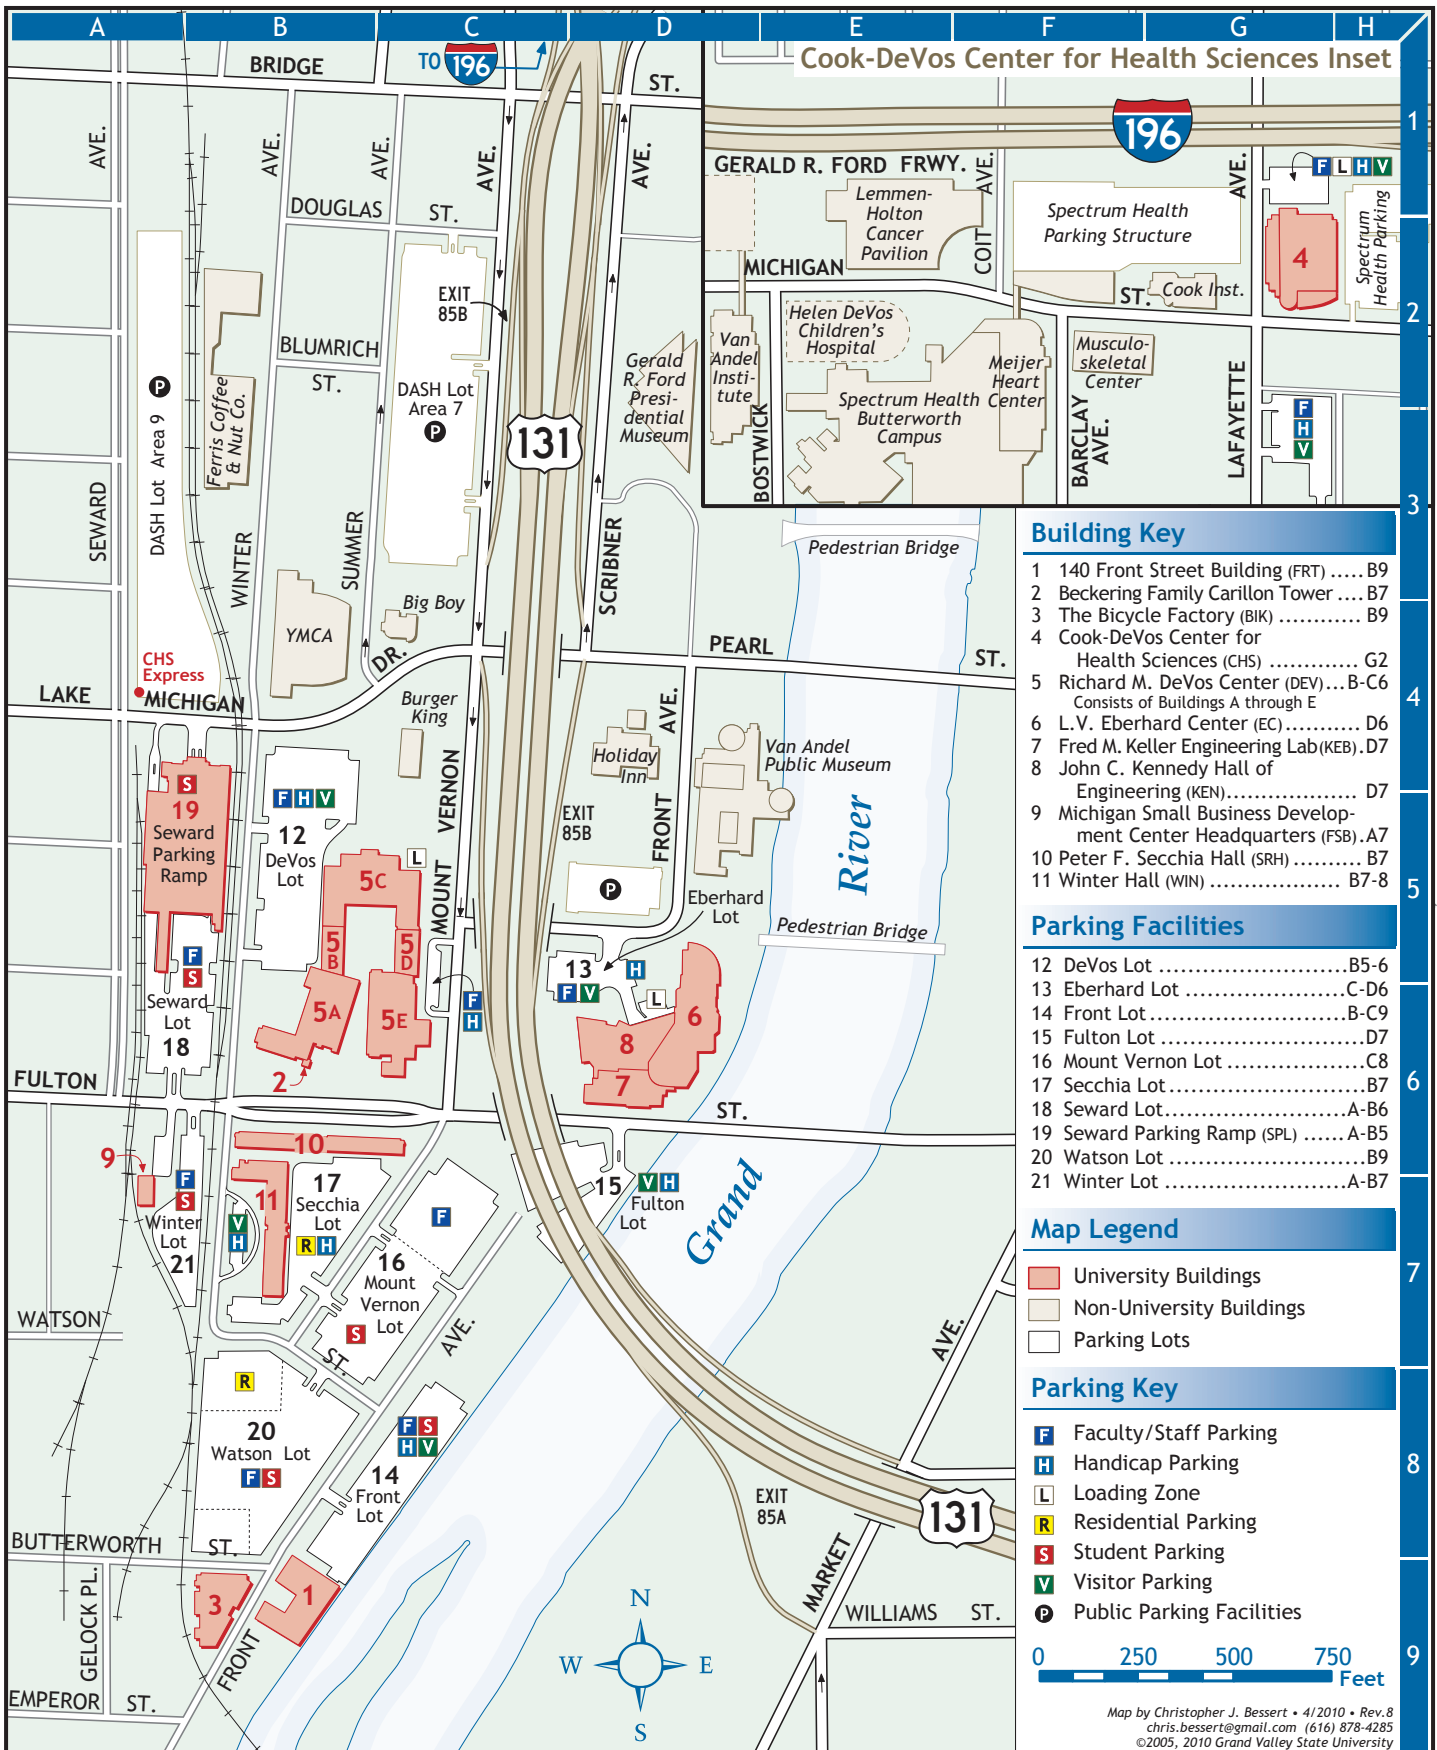 A B C D E F G H
1
2
3
4
5
6
7
8
9
TO 196
BRIDGE ST.
AVE.
AVE.
AVE.
AVE.
AVE.
DOUGLAS ST.
EXIT
85B
BLUMRICH
ST.
DASH Lot
Area 7
P
P
DASH Lot Area 9
Ferris Coffee
& Nut Co.
131
Gerald
R. Ford
Presi-
dential
Museum
SEWARD
WINTER
SUMMER
SCRIBNER
YMCA
Big Boy
CHS
Express
LAKE MICHIGAN DR.
PEARL ST.
Burger
King
MOUNT VERNON
Holiday
Inn
FRONT AVE.
Van Andel
Public Museum
EXIT
85B
P
Eberhard
Lot
Pedestrian Bridge
Pedestrian Bridge
Grand River
S
19
Seward
Parking
Ramp
F H V
12
DeVos
Lot
L
5C
5B
5D
5A
5E
2
F
S
Seward
Lot
18
F
H
13
H
F V
L
6
8
7
FULTON ST.
9
10
11
F
S
Winter
Lot
21
V
H
17
Secchia
Lot
R H
F
16
Mount
Vernon
Lot
S
15
V H
Fulton
Lot
WATSON
ST.
AVE.
R
20
Watson Lot
F S
F S
H V
14
Front
Lot
BUTTERWORTH ST.
GELOCK PL.
3
1
FRONT
EMPEROR ST.
EXIT
85A
131
AVE.
MARKET
WILLIAMS ST.
N
W E
S
Cook-DeVos Center for Health Sciences Inset
196
GERALD R. FORD FRWY.
Lemmen-
Holton
Cancer
Pavilion
COIT AVE.
Spectrum Health
Parking Structure
AVE.
F L H V
4
Spectrum
Health Parking
MICHIGAN ST.
Cook Inst.
Van
Andel
Insti-
tute
Helen DeVos
Children's
Hospital
Meijer
Heart
Center
Musculo-
skeletal
Center
Spectrum Health
Butterworth
Campus
BOSTWICK
BARCLAY
AVE.
LAFAYETTE
F
H
V
Building Key
1 140 Front Street Building (FRT) ..... B9
2 Beckering Family Carillon Tower .... B7
3 The Bicycle Factory (BIK) ............ B9
4 Cook-DeVos Center for
Health Sciences (CHS) ............. G2
5 Richard M. DeVos Center (DEV)...B-C6
Consists of Buildings A through E
6 L.V. Eberhard Center (EC)........... D6
7 Fred M. Keller Engineering Lab(KEB).D7
8 John C. Kennedy Hall of
Engineering (KEN)................... D7
9 Michigan Small Business Develop-
ment Center Headquarters (FSB).A7
10 Peter F. Secchia Hall (SRH) .......... B7
11 Winter Hall (WIN) ................... B7-8
Parking Facilities
12 DeVos Lot ...........................B5-6
13 Eberhard Lot .......................C-D6
14 Front Lot ............................B-C9
15 Fulton Lot .............................D7
16 Mount Vernon Lot ....................C8
17 Secchia Lot ............................B7
18 Seward Lot..........................A-B6
19 Seward Parking Ramp (SPL) ......A-B5
20 Watson Lot ............................B9
21 Winter Lot ..........................A-B7
Map Legend
University Buildings
Non-University Buildings
Parking Lots
Parking Key
F Faculty/Staff Parking
H Handicap Parking
L Loading Zone
R Residential Parking
S Student Parking
V Visitor Parking
P Public Parking Facilities
0 250 500 750
Feet
Map by Christopher J. Bessert • 4/2010 • Rev.8
chris.bessert@gmail.com (616) 878-4285
©2005, 2010 Grand Valley State University